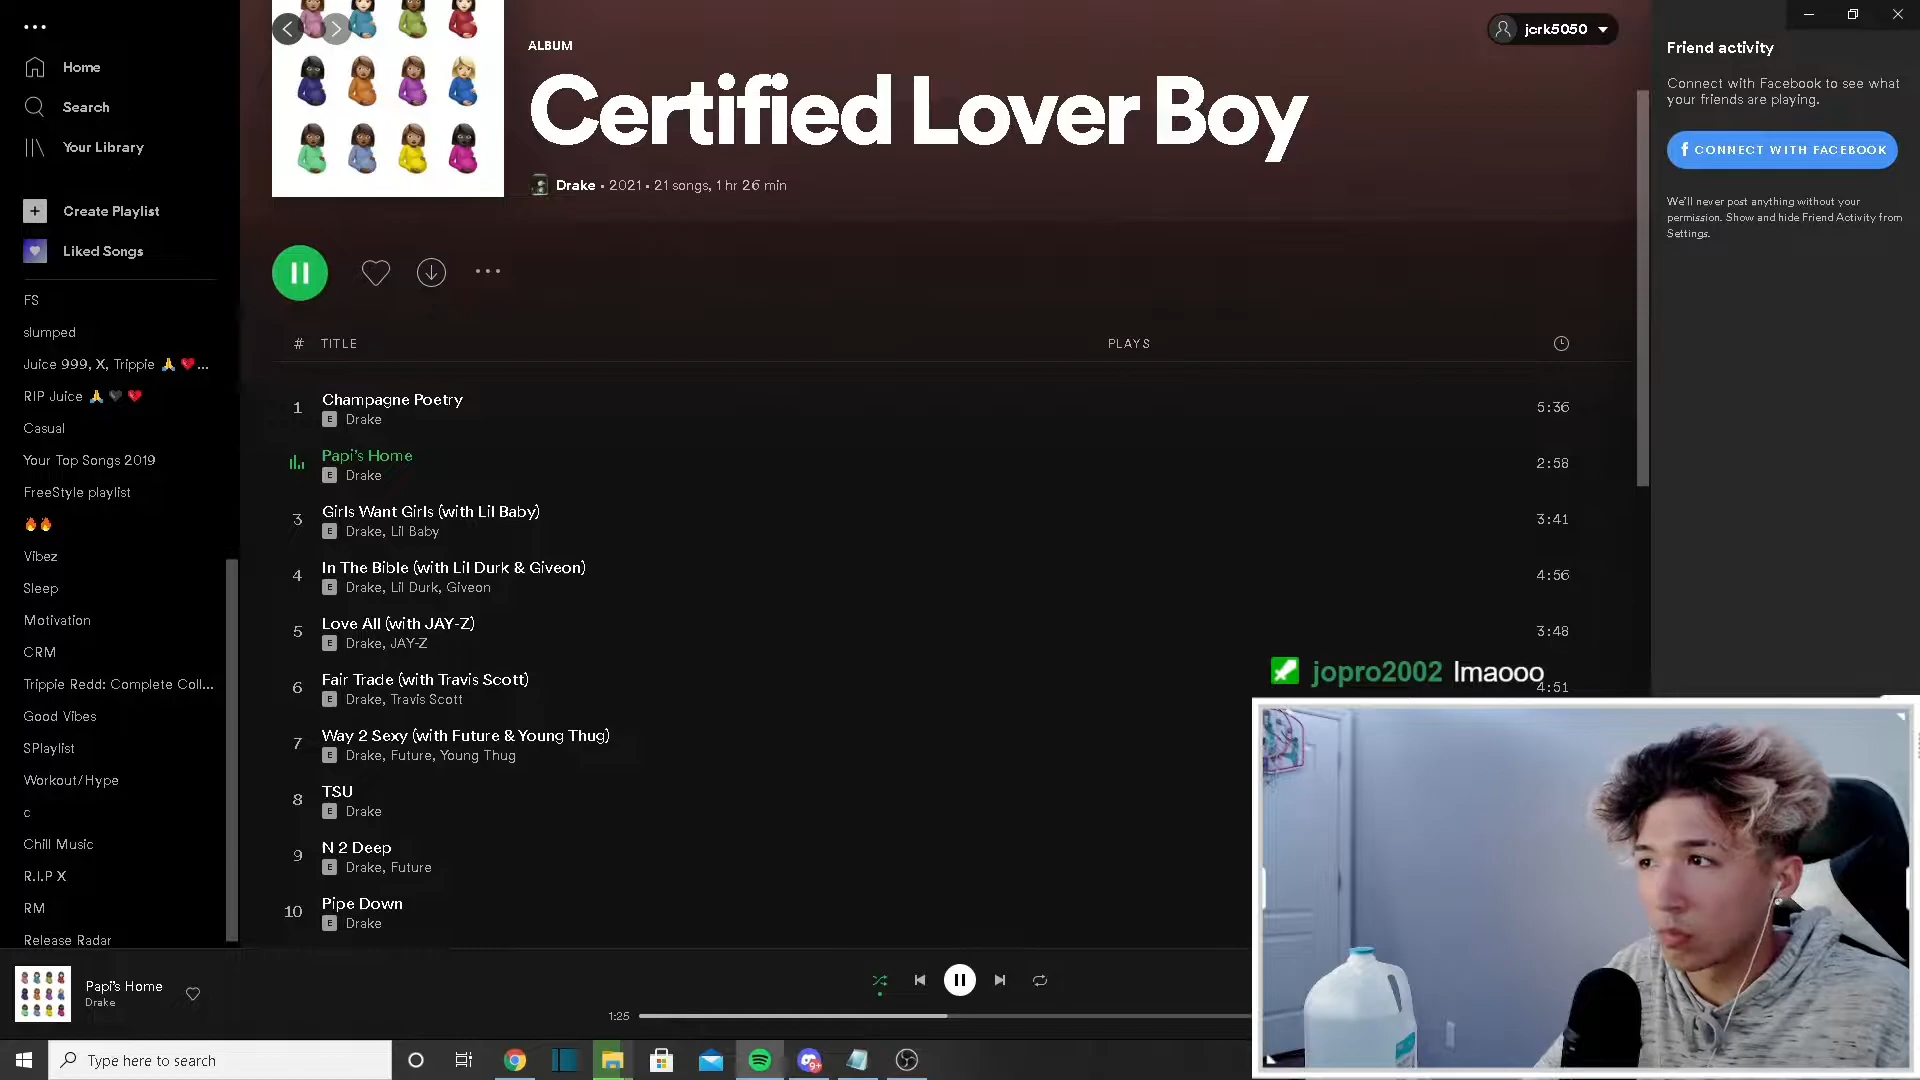 Home
Search
Your Library
Create Playlist
Liked Songs
FS
slumped
Juice 999, X, Trippie 🙏 ❤️...
RIP Juice 🙏 🖤 ❤️
Casual
Your Top Songs 2019
FreeStyle playlist
🔥🔥
Vibez
Sleep
Motivation
CRM
Trippie Redd: Complete Coll...
Good Vibes
SPlaylist
Workout/Hype
c
Chill Music
R.I.P X
RM
Release Radar
ALBUM
Certified Lover Boy
Drake • 2021 • 21 songs, 1 hr 26 min
jcrk5050
# TITLE PLAYS
1 Champagne Poetry 5:36
E Drake
Papi's Home 2:58
E Drake
3 Girls Want Girls (with Lil Baby) 3:41
E Drake, Lil Baby
4 In The Bible (with Lil Durk & Giveon) 4:56
E Drake, Lil Durk, Giveon
5 Love All (with JAY-Z) 3:48
E Drake, JAY-Z
6 Fair Trade (with Travis Scott) 4:51
E Drake, Travis Scott
7 Way 2 Sexy (with Future & Young Thug)
E Drake, Future, Young Thug
8 TSU
E Drake
9 N 2 Deep
E Drake, Future
10 Pipe Down
E Drake
Friend activity
Connect with Facebook to see what
your friends are playing.
f CONNECT WITH FACEBOOK
We'll never post anything without your
permission. Show and hide Friend Activity from
Settings.
jopro2002 lmaooo
Papi's Home
Drake
1:25
Type here to search
9+